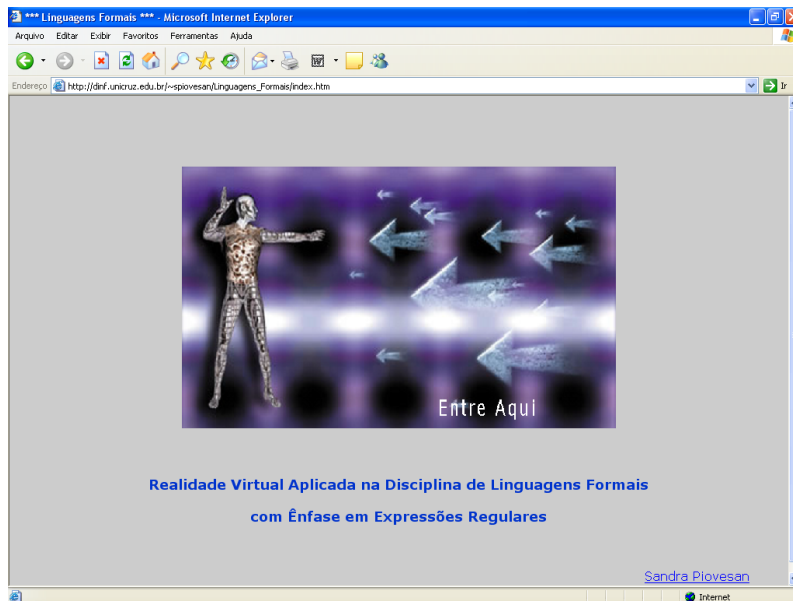 *** Linguagens Formais *** - Microsoft Internet Explorer
Arquivo Editar Exibir Favoritos Ferramentas Ajuda
Endereço http://dinf.unicruz.edu.br/~spiovesan/Linguagens_Formais/index.htm Ir
Entre Aqui
Realidade Virtual Aplicada na Disciplina de Linguagens Formais
com Ênfase em Expressões Regulares
Sandra Piovesan
Internet